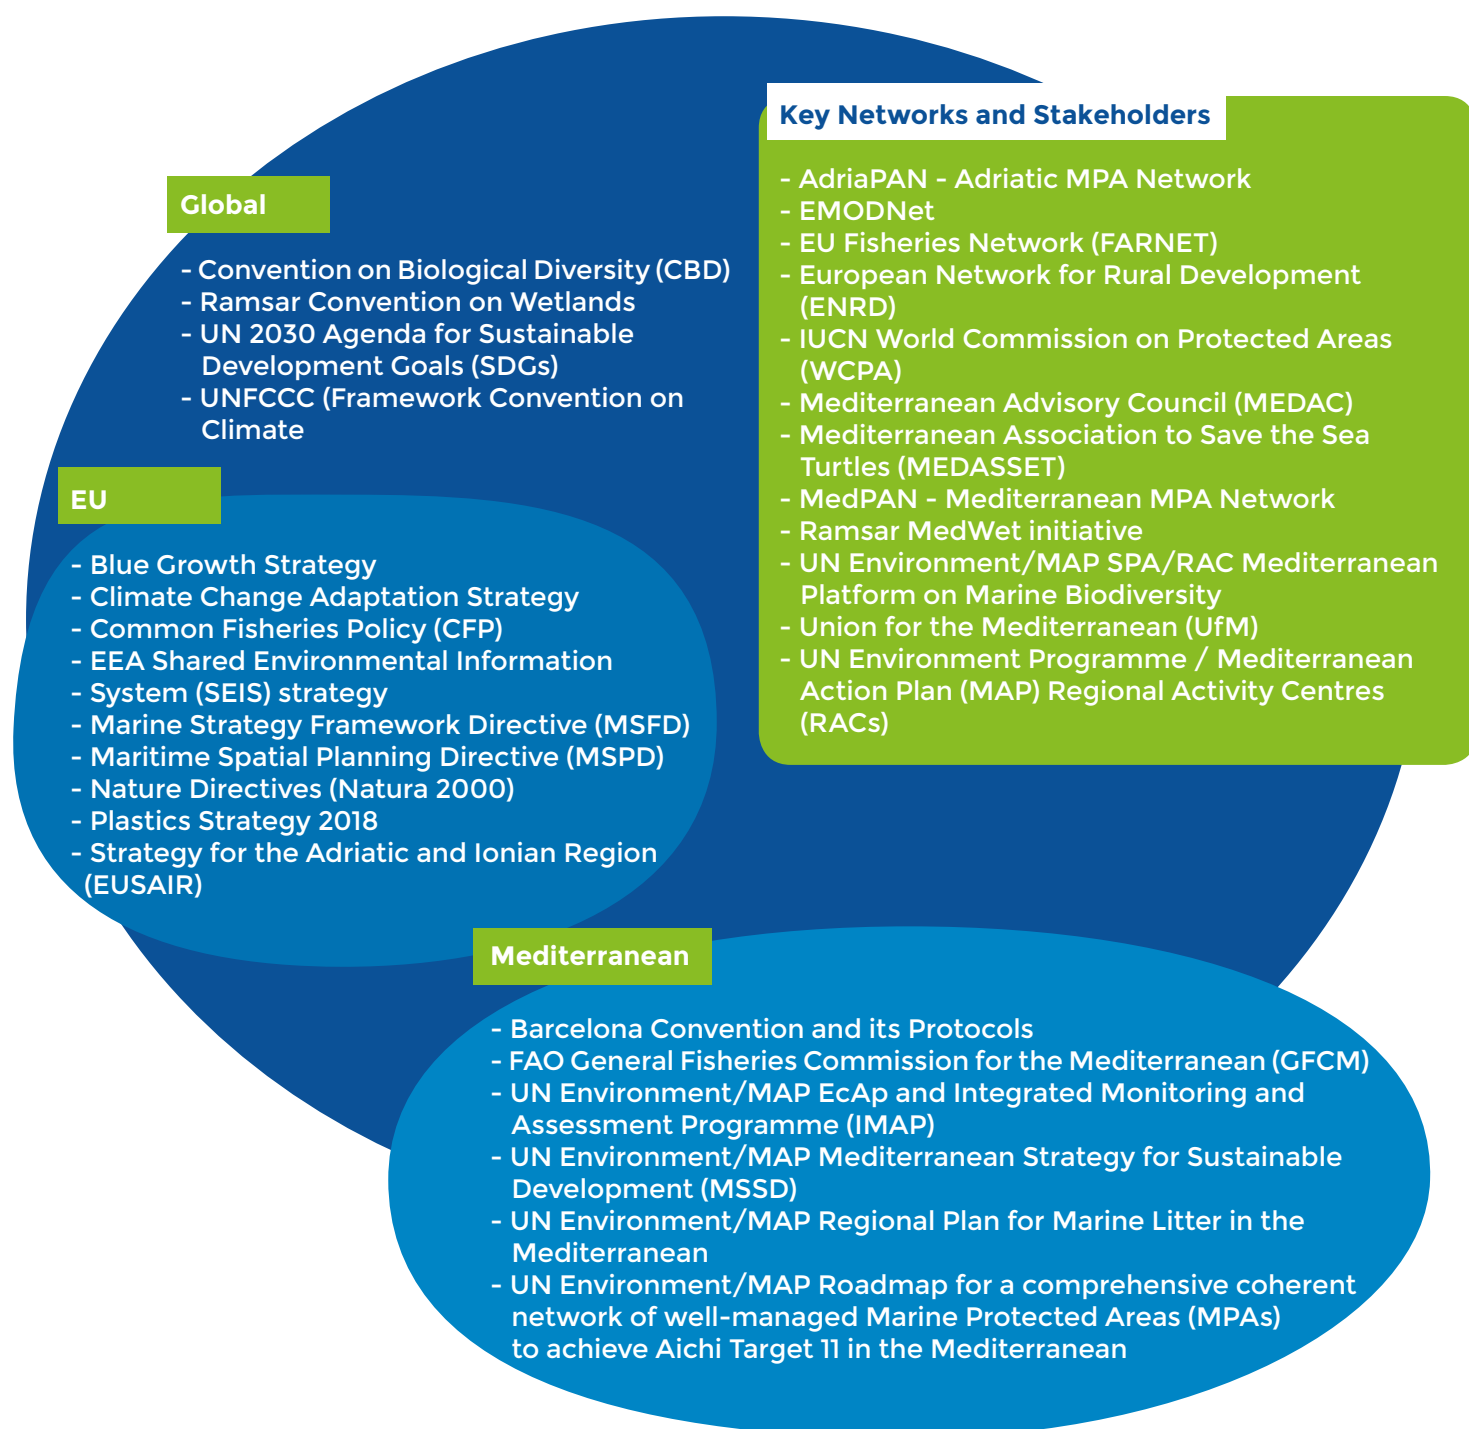 Global
- Convention on Biological Diversity (CBD)
- Ramsar Convention on Wetlands
- UN 2030 Agenda for Sustainable
Development Goals (SDGs)
- UNFCCC (Framework Convention on
Climate
EU
- Blue Growth Strategy
- Climate Change Adaptation Strategy
- Common Fisheries Policy (CFP)
- EEA Shared Environmental Information
- System (SEIS) strategy
- Marine Strategy Framework Directive (MSFD)
- Maritime Spatial Planning Directive (MSPD)
- Nature Directives (Natura 2000)
- Plastics Strategy 2018
- Strategy for the Adriatic and Ionian Region
(EUSAIR)
Key Networks and Stakeholders
- AdriaPAN - Adriatic MPA Network
- EMODNet
- EU Fisheries Network (FARNET)
- European Network for Rural Development
(ENRD)
- IUCN World Commission on Protected Areas
(WCPA)
- Mediterranean Advisory Council (MEDAC)
- Mediterranean Association to Save the Sea
Turtles (MEDASSET)
- MedPAN - Mediterranean MPA Network
- Ramsar MedWet initiative
- UN Environment/MAP SPA/RAC Mediterranean
Platform on Marine Biodiversity
- Union for the Mediterranean (UfM)
- UN Environment Programme / Mediterranean
Action Plan (MAP) Regional Activity Centres
(RACs)
Mediterranean
- Barcelona Convention and its Protocols
- FAO General Fisheries Commission for the Mediterranean (GFCM)
- UN Environment/MAP EcAp and Integrated Monitoring and
Assessment Programme (IMAP)
- UN Environment/MAP Mediterranean Strategy for Sustainable
Development (MSSD)
- UN Environment/MAP Regional Plan for Marine Litter in the
Mediterranean
- UN Environment/MAP Roadmap for a comprehensive coherent
network of well-managed Marine Protected Areas (MPAs)
to achieve Aichi Target 11 in the Mediterranean